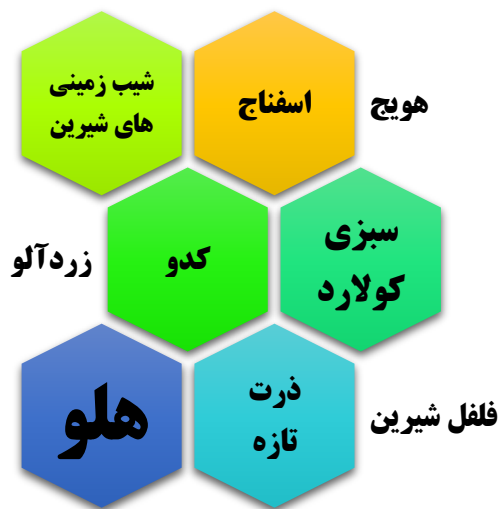 هویج
اسفناج
شیب زمینی
های شیرین
سبزی
کولارد
کدو
زردآلو
فلفل شیرین
ذرت
تازه
هلو